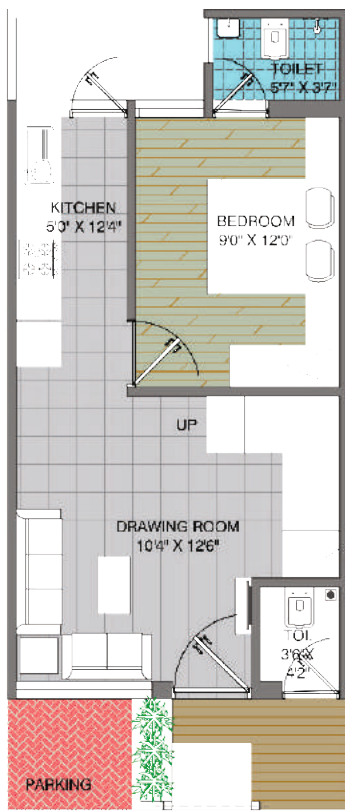 TOILET
5'7" X 3'7"
KITCHEN
5'0" X 12'4"
BEDROOM
9'0" X 12'0"
UP
DRAWING ROOM
10'4" X 12'6"
TOI.
3'6" X
4'2"
PARKING